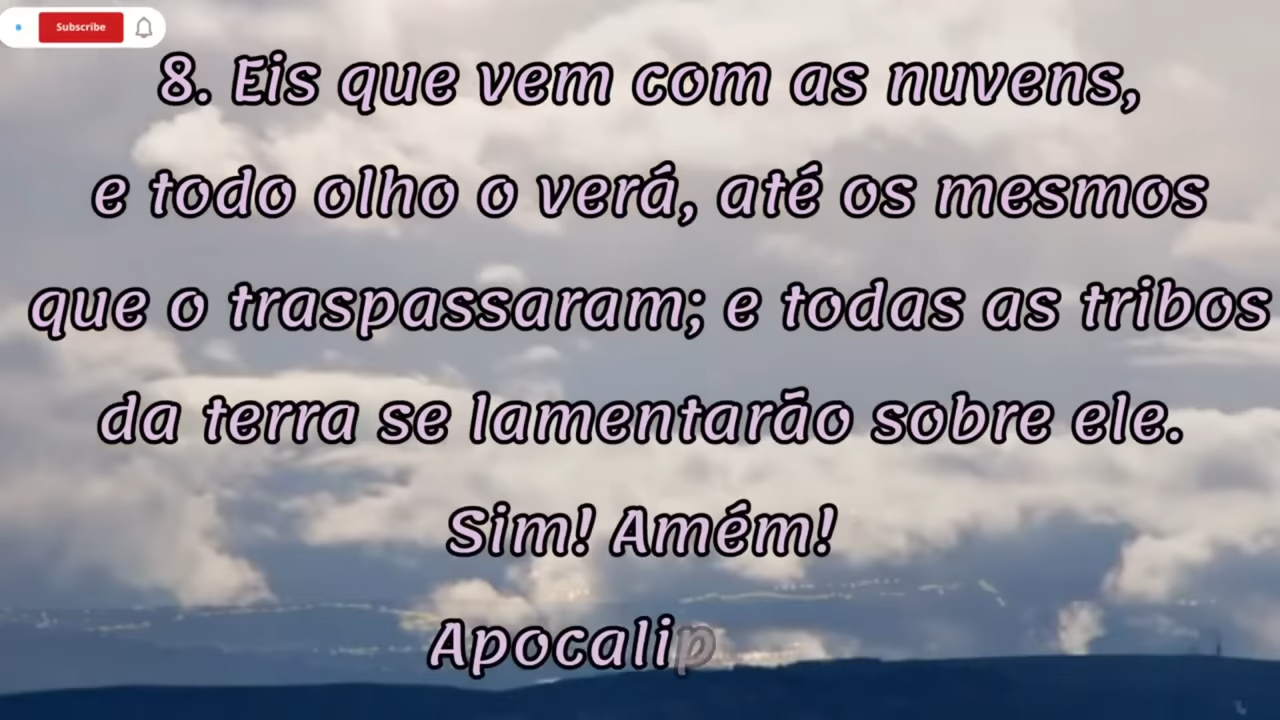 Subscribe
8. Eis que vem com as nuvens,
e todo olho o verá, até os mesmos
que o traspassaram; e todas as tribos
da terra se lamentarão sobre ele.
Sim! Amém!
Apocalip